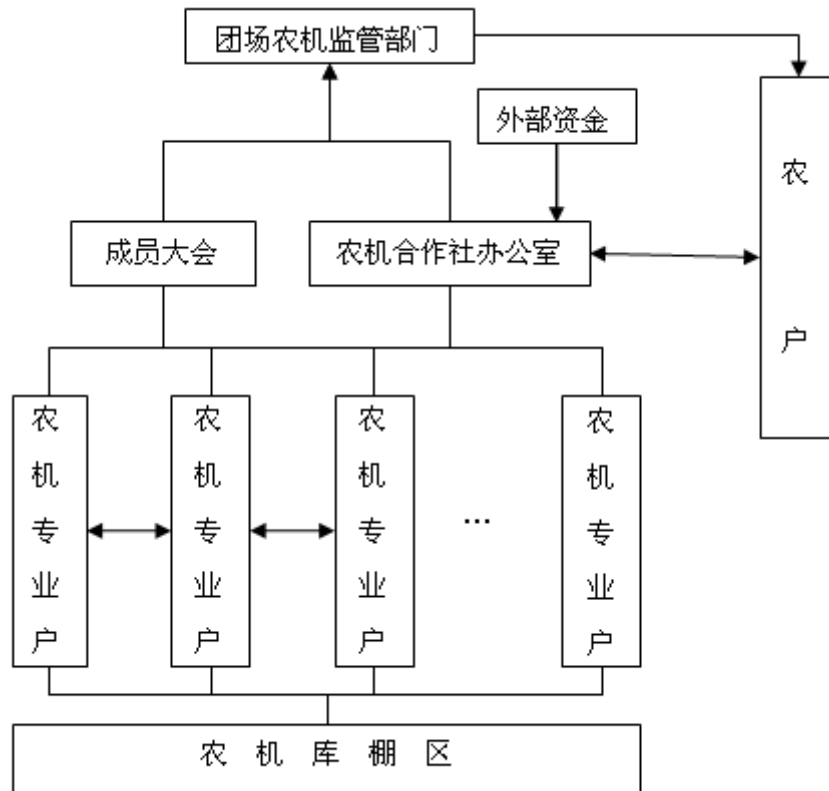 团场农机监管部门
外部资金
农户
成员大会
农机合作社办公室
农机专业户
农机专业户
农机专业户
...
农机专业户
农机库棚区